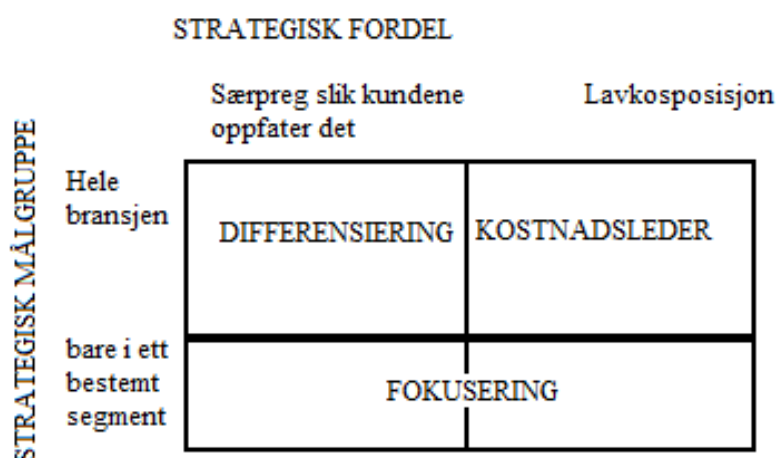 STRATEGISK FORDEL
Særpreg slik kundene
oppfater det
Lavkosposisjon
STRATEGISK MÅLGRUPPE
Hele
bransjen
DIFFERENSIERING
KOSTNADSLEDER
bare i ett
bestemt
segment
FOKUSERING